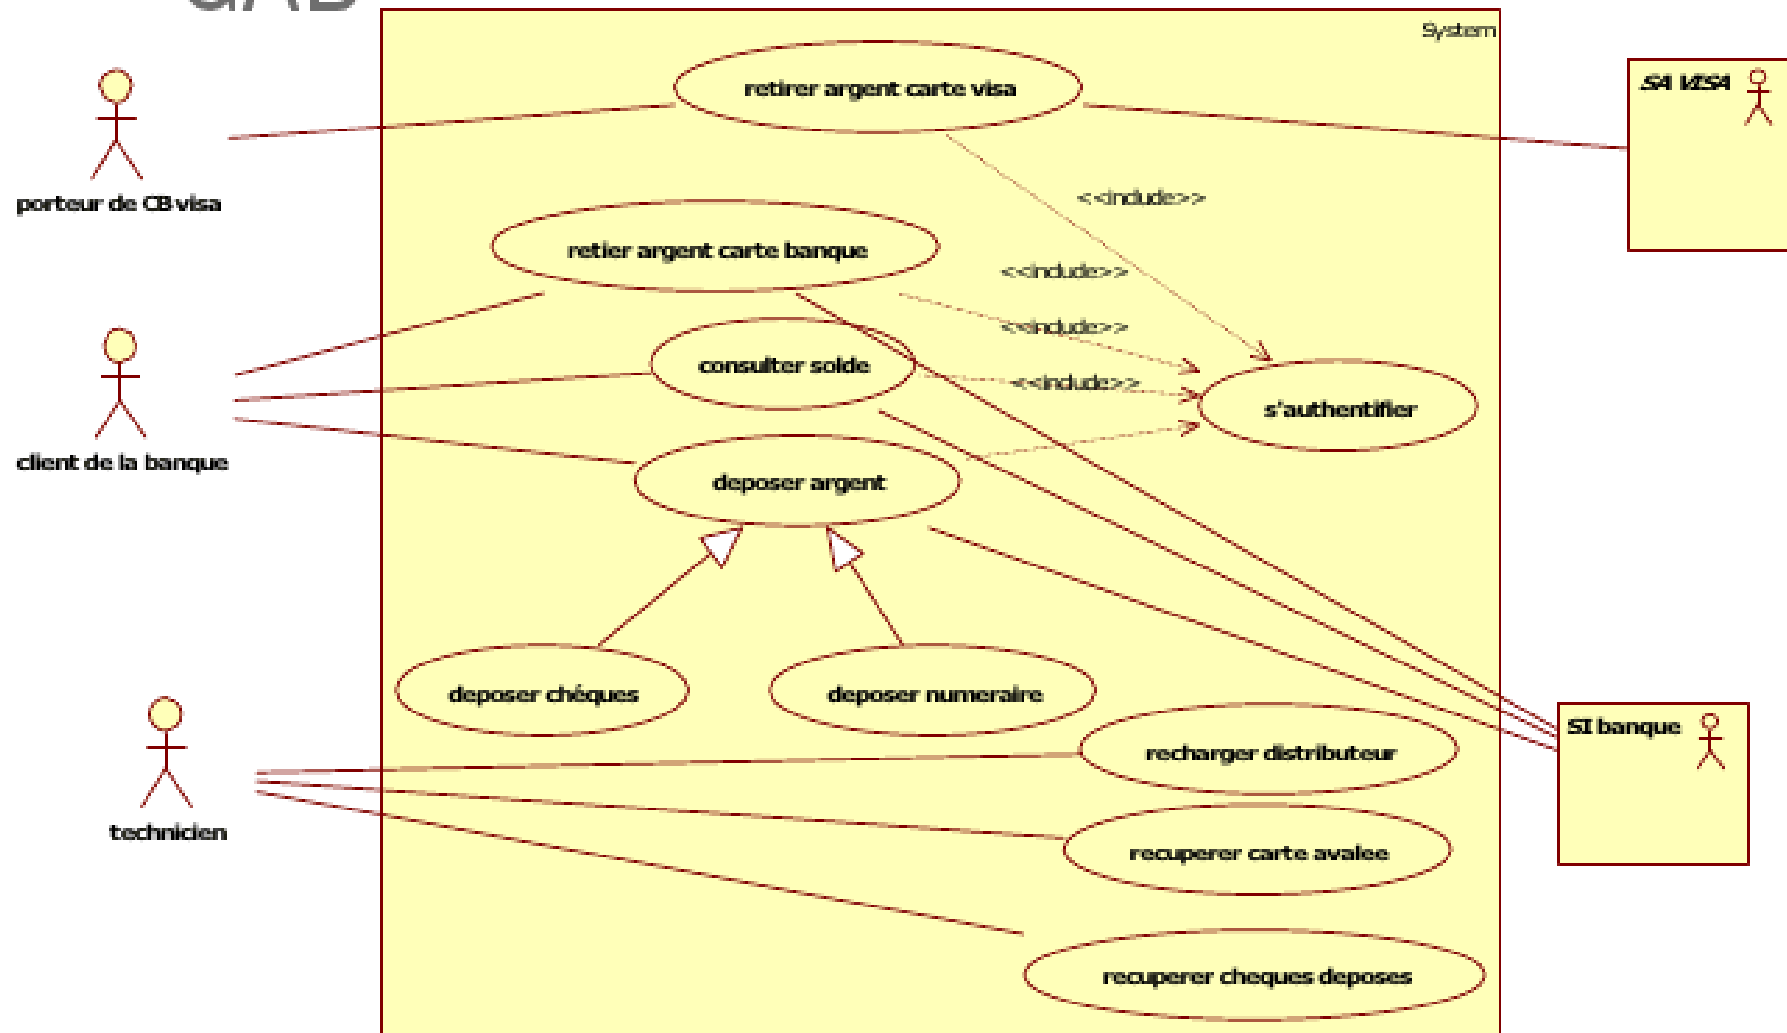 GAB
System
retirer argent carte visa
SA VISA
porteur de CB visa
<<include>>
retier argent carte banque
<<include>>
<<include>>
consulter solde
<<include>>
s'authentifier
client de la banque
deposer argent
deposer chéques
deposer numeraire
SI banque
recharger distributeur
technicien
recuperer carte avalee
recuperer cheques deposes